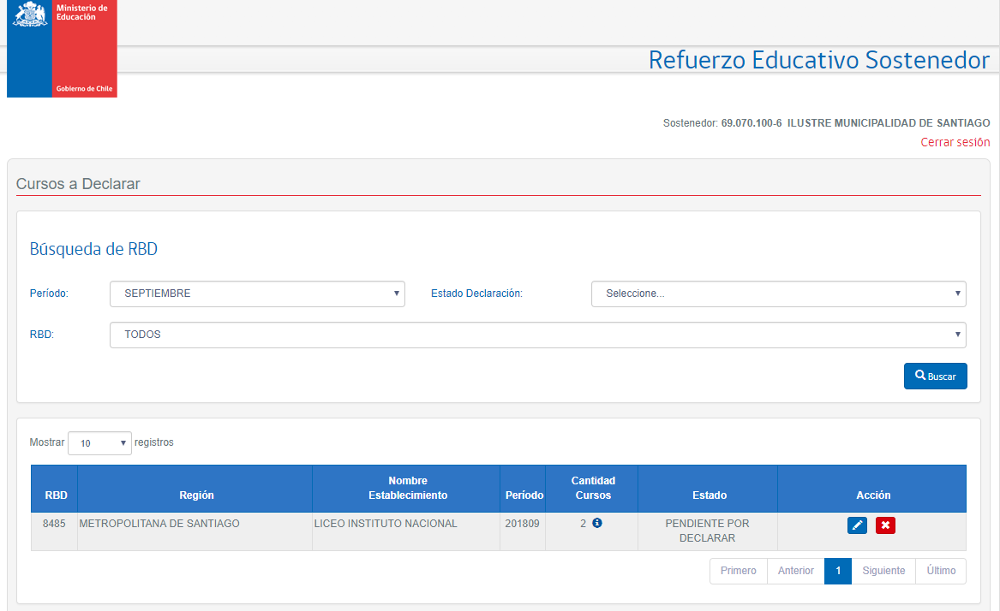 Ministerio de
Educación
Gobierno de Chile
Refuerzo Educativo Sostenedor
Sostenedor: 69.070.100-6 ILUSTRE MUNICIPALIDAD DE SANTIAGO
Cerrar sesión
Cursos a Declarar
Búsqueda de RBD
Período: SEPTIEMBRE Estado Declaración: Seleccione...
RBD: TODOS
Buscar
Mostrar 10 registros
RBD Región Nombre Establecimiento Período Cantidad Cursos Estado Acción
8485 METROPOLITANA DE SANTIAGO LICEO INSTITUTO NACIONAL 201809 2 PENDIENTE POR DECLARAR
Primero Anterior 1 Siguiente Último